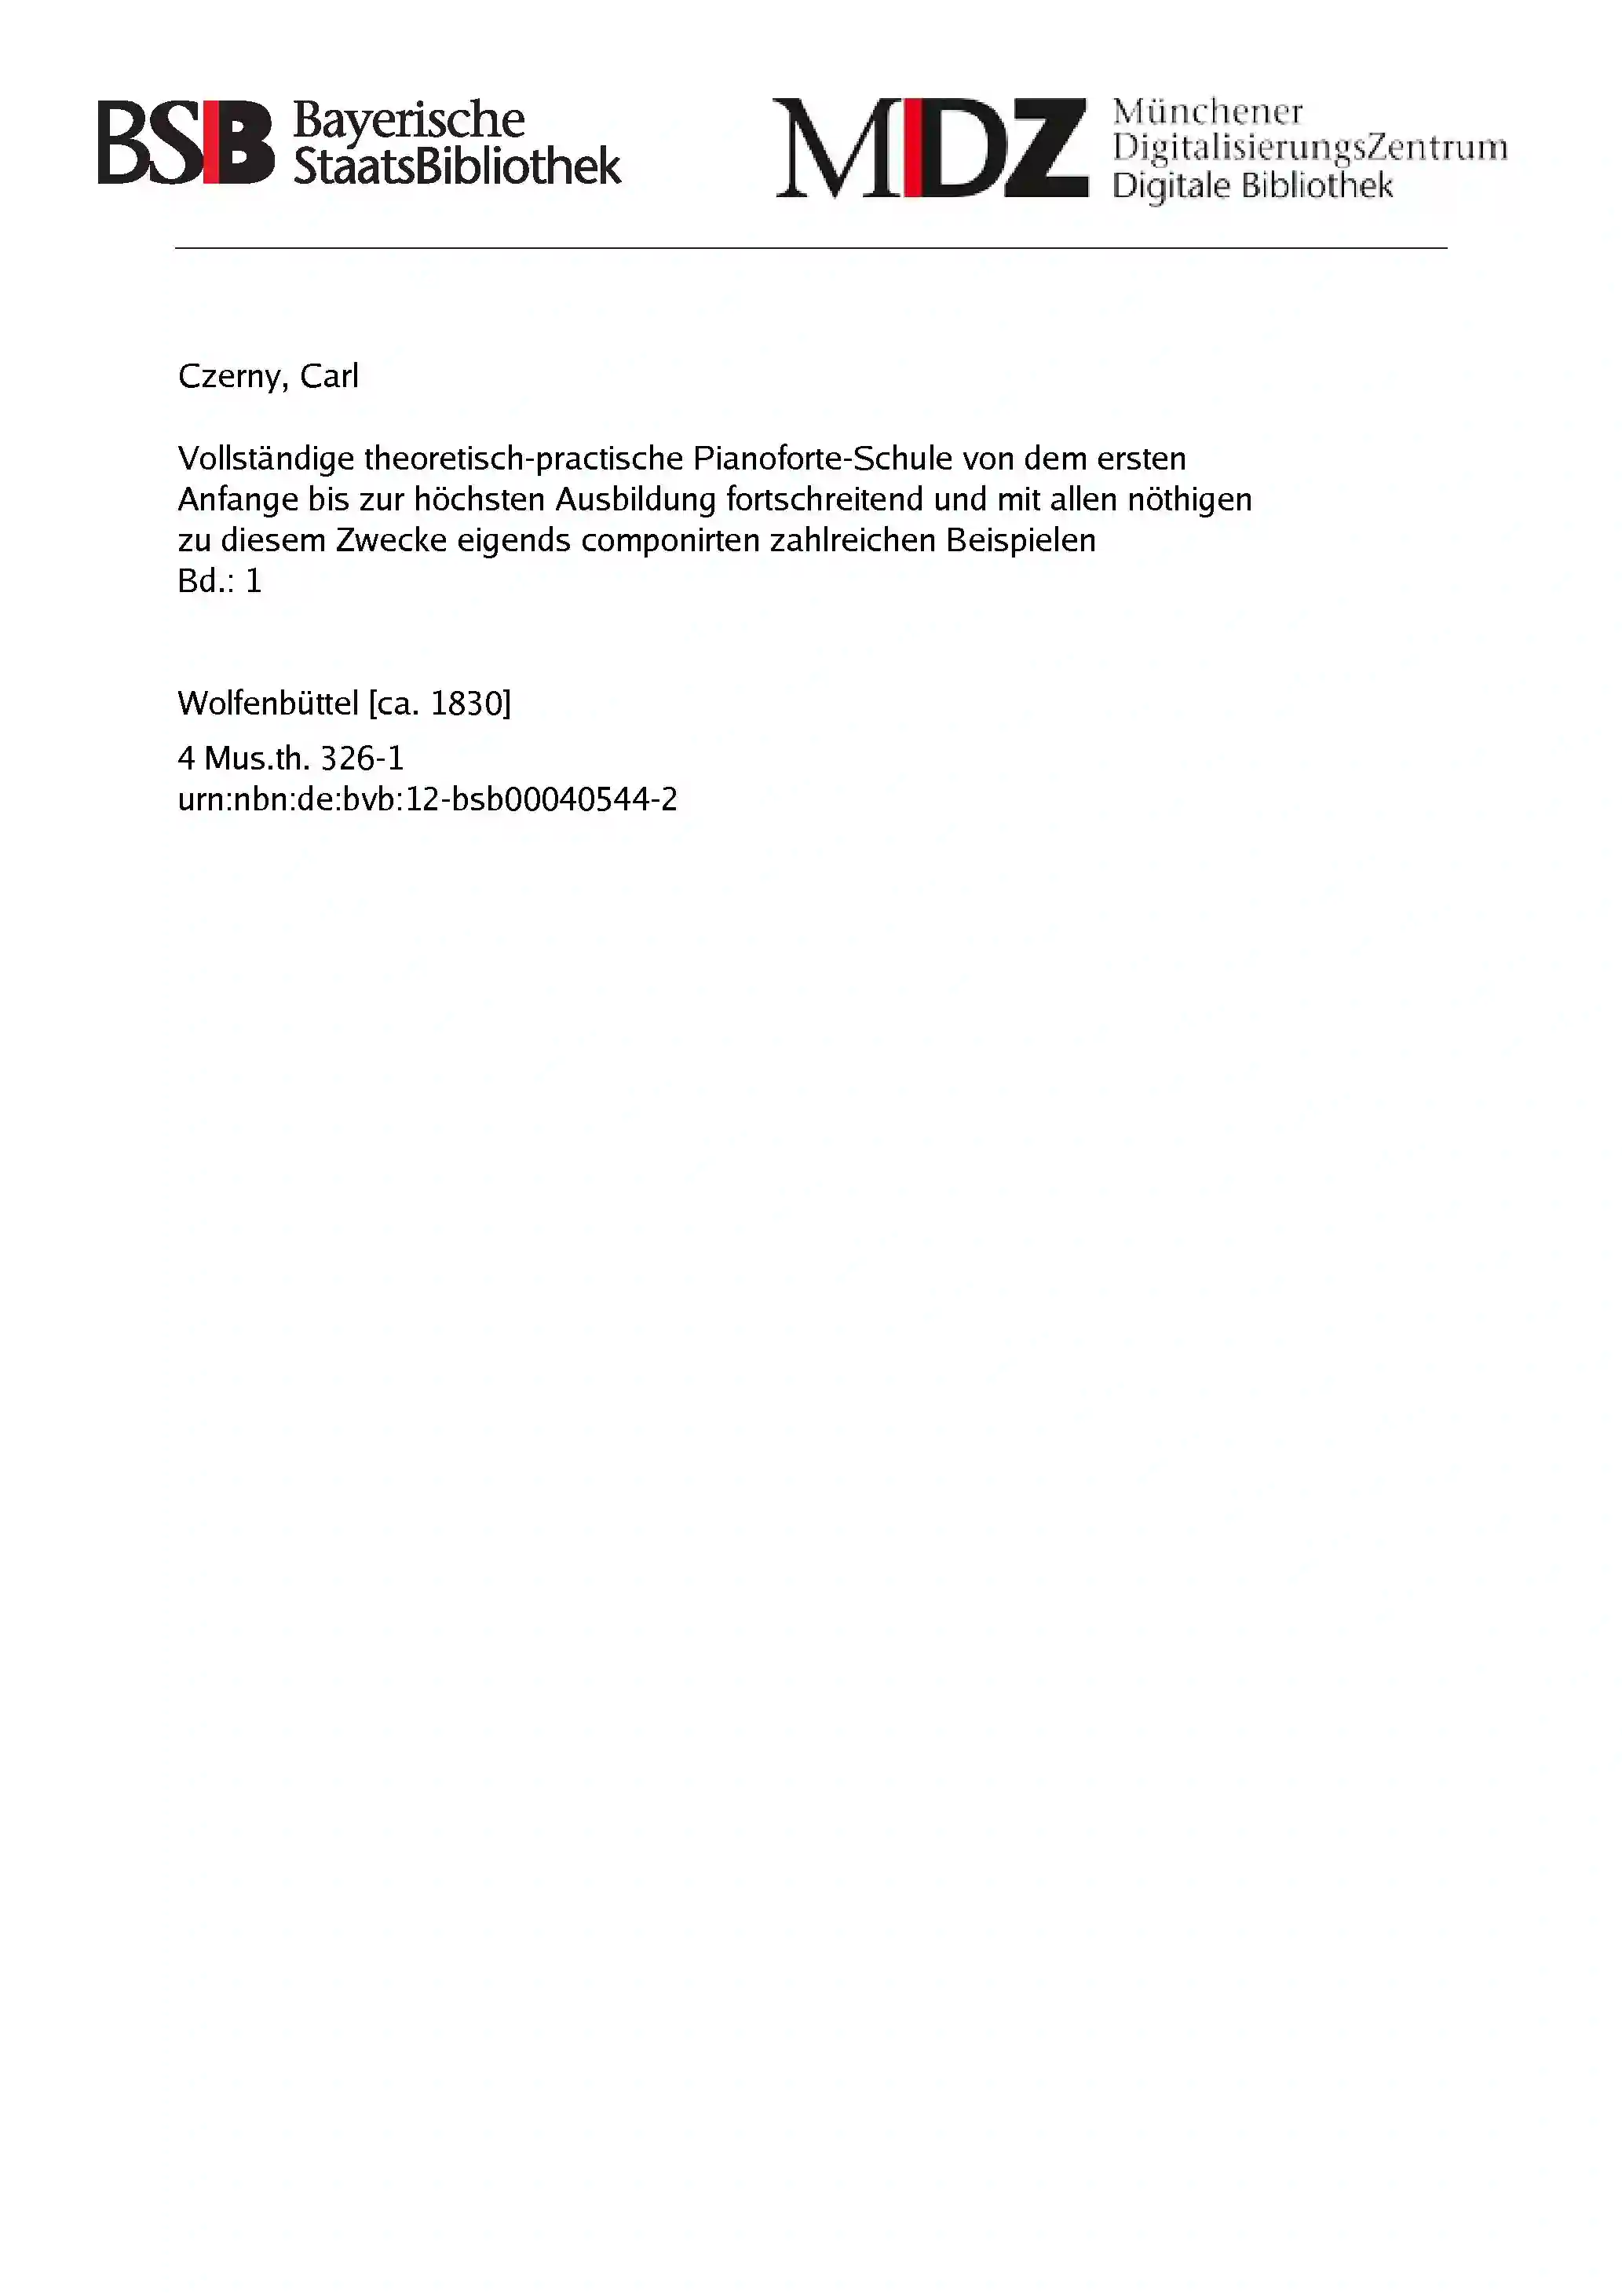 BSB Bayerische
StaatsBibliothek
MDZ Münchener
DigitalisierungsZentrum
Digitale Bibliothek
Czerny, Carl
Vollständige theoretisch-practische Pianoforte-Schule von dem ersten
Anfange bis zur höchsten Ausbildung fortschreitend und mit allen nöthigen
zu diesem Zwecke eigends componirten zahlreichen Beispielen
Bd.: 1
Wolfenbüttel [ca. 1830]
4 Mus.th. 326-1
urn:nbn:de:bvb:12-bsb00040544-2